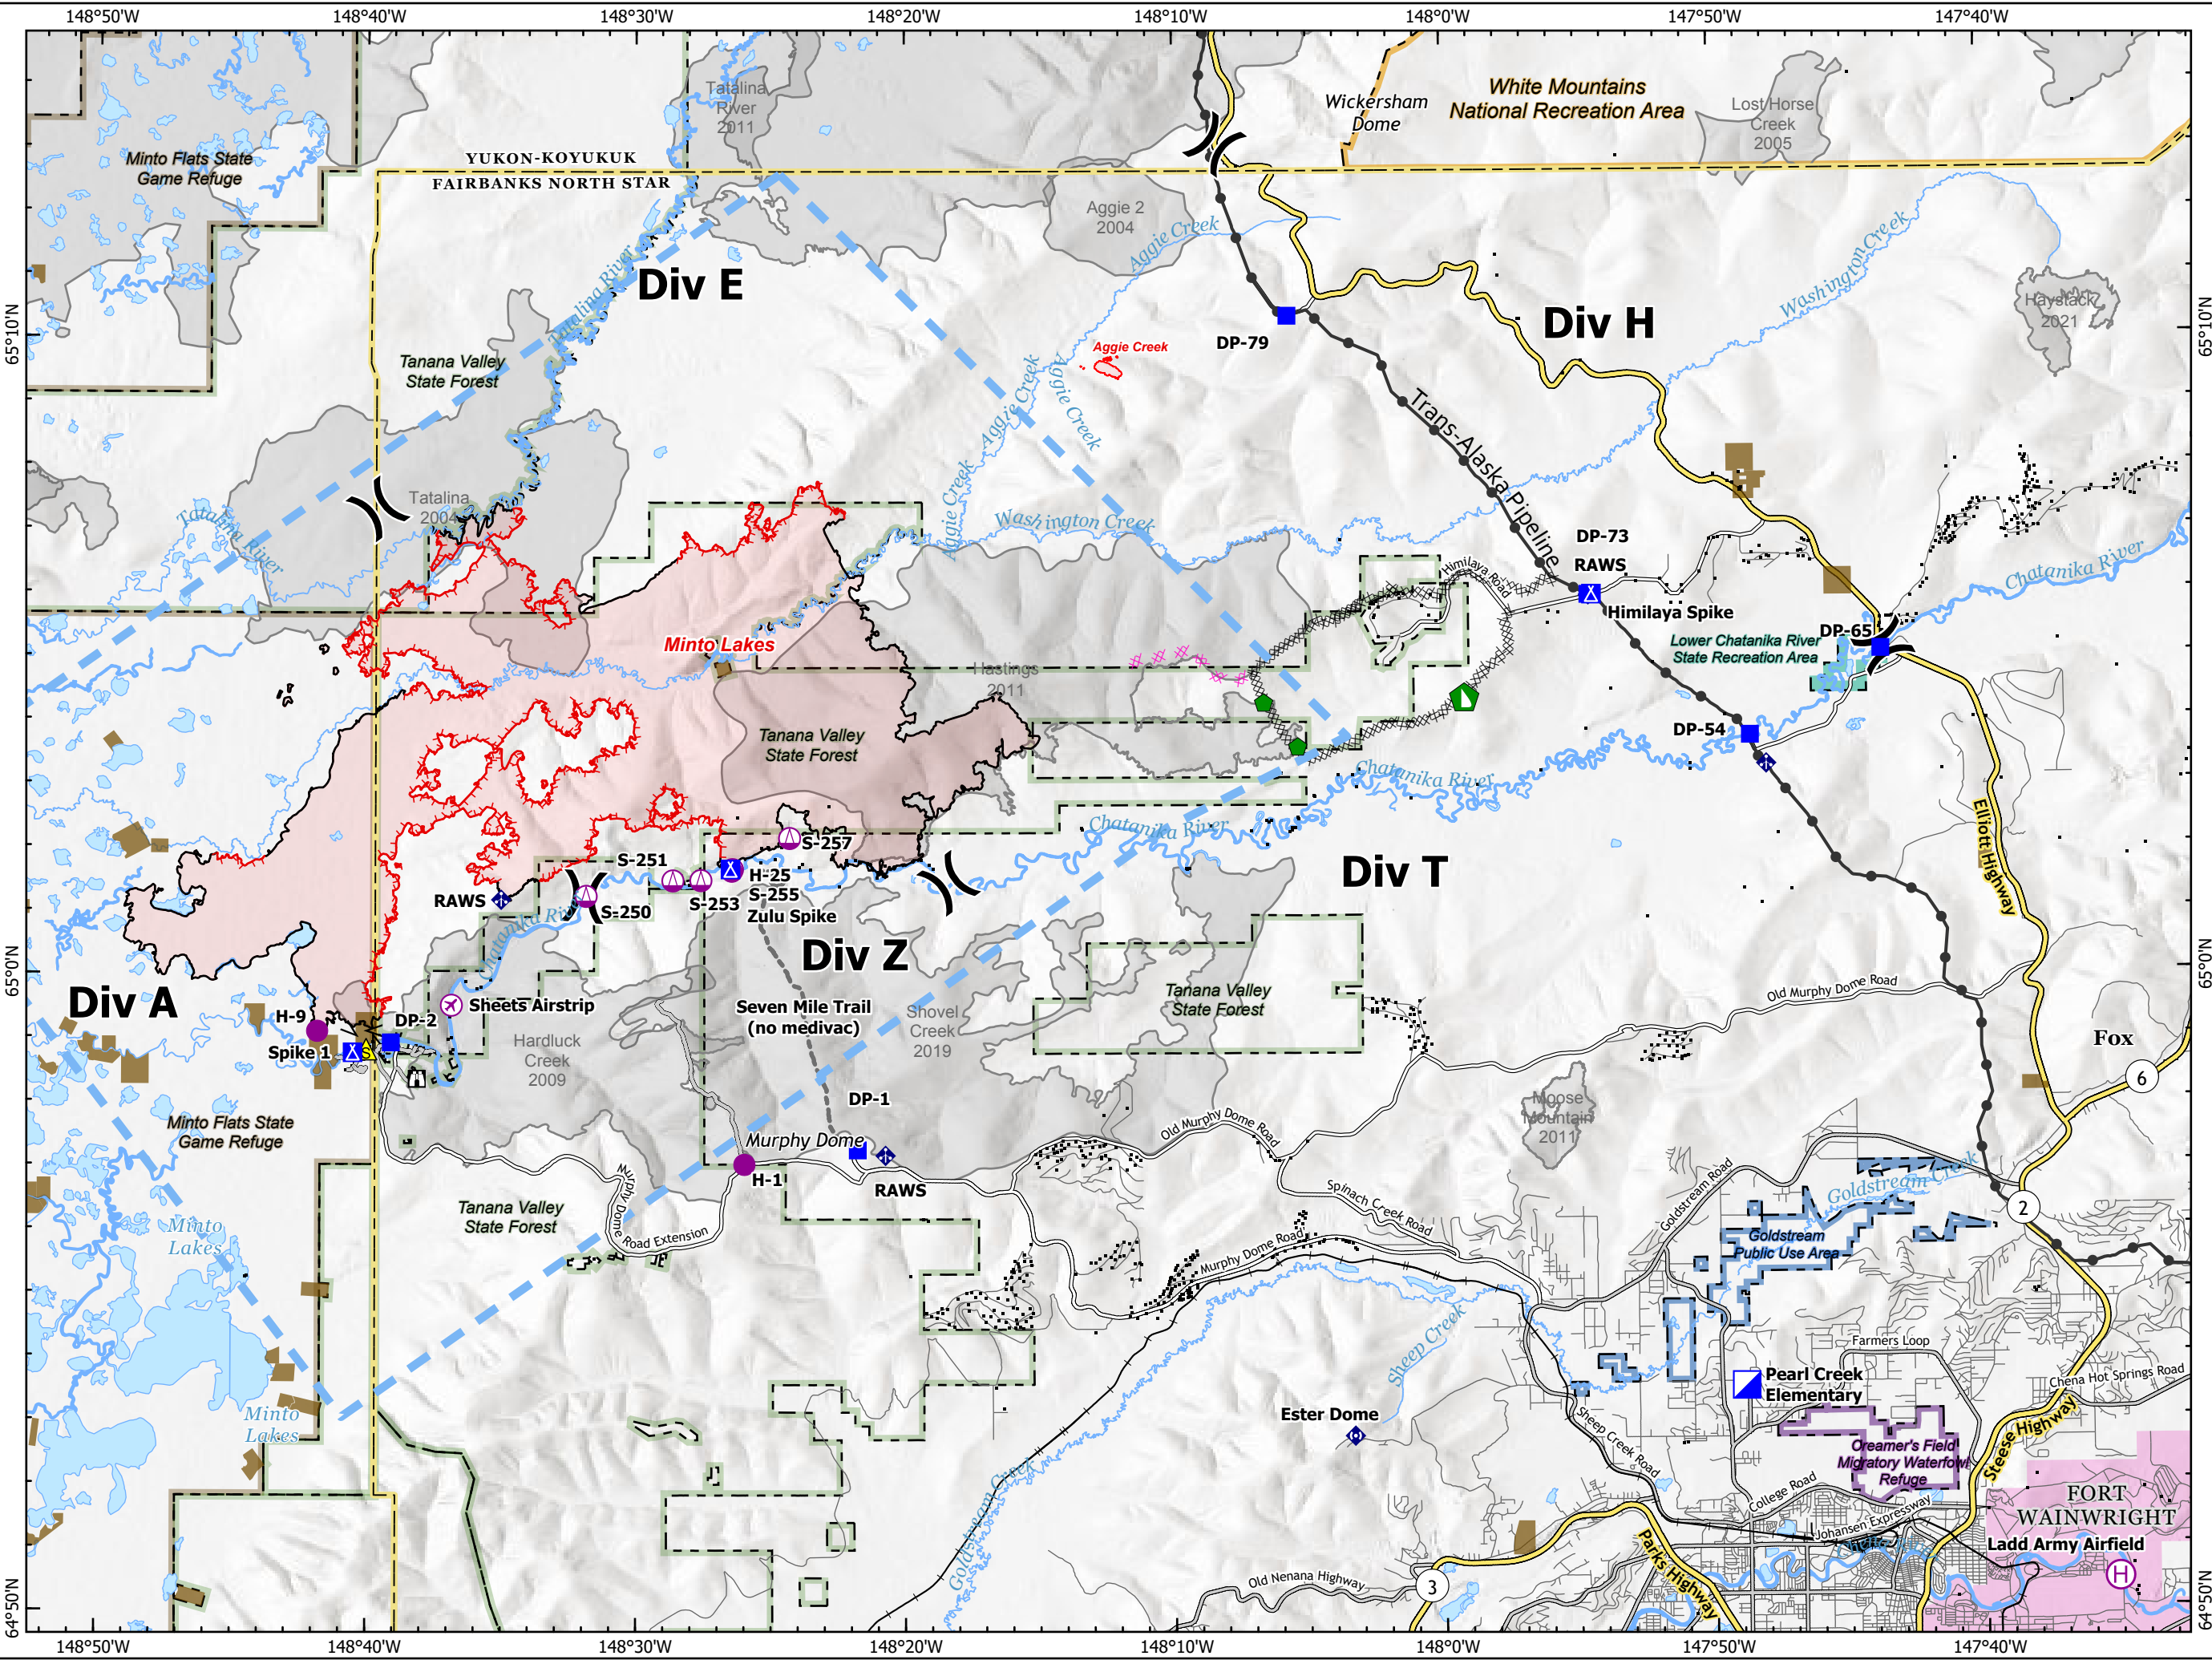 148°50'W
148°40'W
148°30'W
148°20'W
148°10'W
148°0'W
147°50'W
147°40'W
65°10'N
65°0'N
64°50'N
65°10'N
65°0'N
64°50'N
Minto Flats State
Game Refuge
YUKON-KOYUKUK
FAIRBANKS NORTH STAR
Tatalina
River
2011
Wickersham
Dome
White Mountains
National Recreation Area
Lost Horse
Creek
2005
Aggie 2
2004
Aggie Creek
Washington Creek
Tatalina River
Div E
Div H
Haystack
2021
DP-79
Aggie Creek
Tanana Valley
State Forest
Aggie Creek
Aggie Creek
Trans-Alaska Pipeline
Tatalina
2004
Tatalina River
Aggie Creek
Washington Creek
DP-73
RAWS
Himilaya Road
Himilaya Spike
Chatanika River
DP-65
Lower Chatanika River
State Recreation Area
Minto Lakes
Hastings
2011
Tanana Valley
State Forest
DP-54
Chatanika River
Chatanika River
Elliott Highway
S-257
S-251
H-25
S-253
S-255
RAWS
S-250
Zulu Spike
Chatanika River
Div T
Div Z
Div A
Sheets Airstrip
Seven Mile Trail
(no medivac)
Shovel
Creek
2019
Tanana Valley
State Forest
Old Murphy Dome Road
H-9
DP-2
Spike 1
Hardluck
Creek
2009
Fox
6
DP-1
Moose
Mountain
2011
Minto Flats State
Game Refuge
Murphy Dome
Old Murphy Dome Road
H-1
RAWS
Murphy Dome
Road Extension
Tanana Valley
State Forest
Spinach Creek Road
Goldstream Road
Goldstream Creek
2
Minto
Lakes
Goldstream
Public Use Area
Murphy Dome Road
Sheep Creek
Farmers Loop
Pearl Creek
Elementary
Chena Hot Springs Road
Minto
Lakes
Ester Dome
Sheep Creek Road
Steese Highway
Creamer's Field
Migratory Waterfowl
Refuge
Goldstream Creek
College Road
Johansen Expressway
FORT
WAINWRIGHT
Ladd Army Airfield
H
Parks Highway
Old Nenana Highway
3
148°50'W
148°40'W
148°30'W
148°20'W
148°10'W
148°0'W
147°50'W
147°40'W